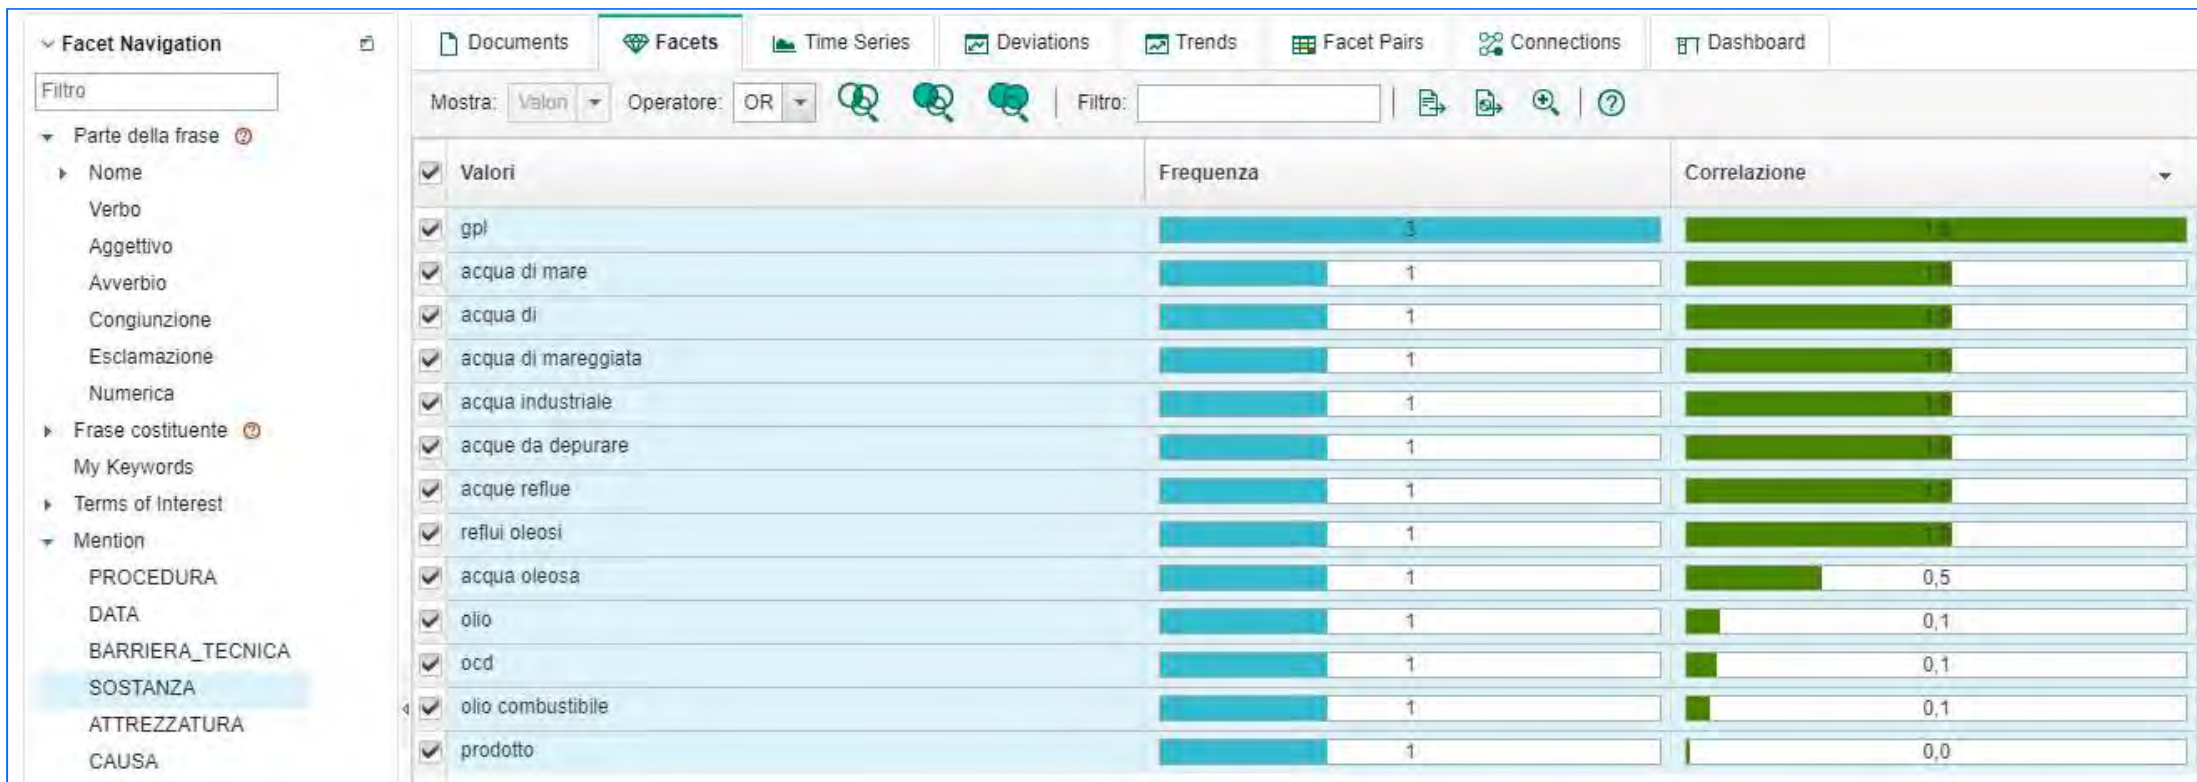 Facet Navigation
Filtro
Parte della frase
Nome
Verbo
Aggettivo
Avverbio
Congiunzione
Esclamazione
Numerica
Frase costituente
My Keywords
Terms of Interest
Mention
PROCEDURA
DATA
BARRIERA_TECNICA
SOSTANZA
ATTREZZATURA
CAUSA
Documents Facets Time Series Deviations Trends Facet Pairs Connections Dashboard
Mostra: Valori Operatore: OR Filtro:
Valori Frequenza Correlazione
gpl 3
acqua di mare 1
acqua di 1
acqua di mareggiata 1
acqua industriale 1
acque da depurare 1
acque reflue 1
reflui oleosi 1
acqua oleosa 1 0,5
olio 1 0,1
ocd 1 0,1
olio combustibile 1 0,1
prodotto 1 0,0